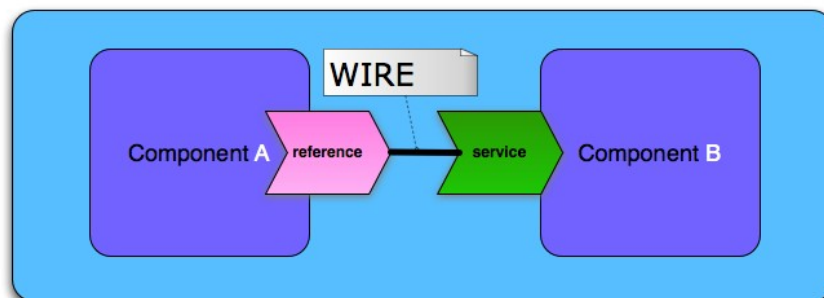 WIRE
Component A
reference
service
Component B